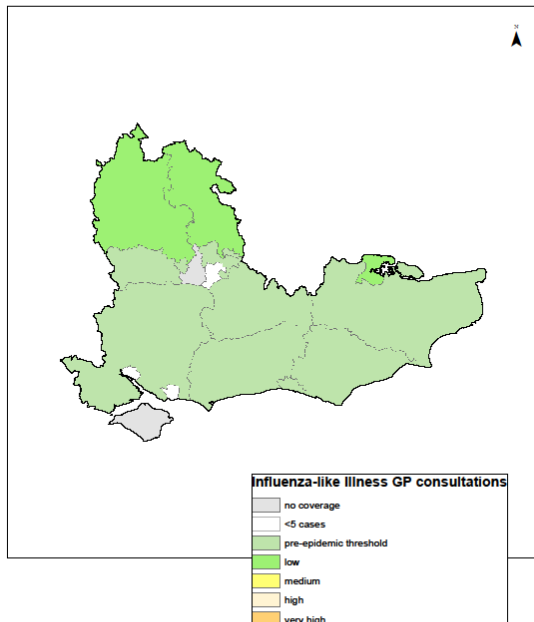 N
Influenza-like Illness GP consultations
no coverage
<5 cases
pre-epidemic threshold
low
medium
high
very high